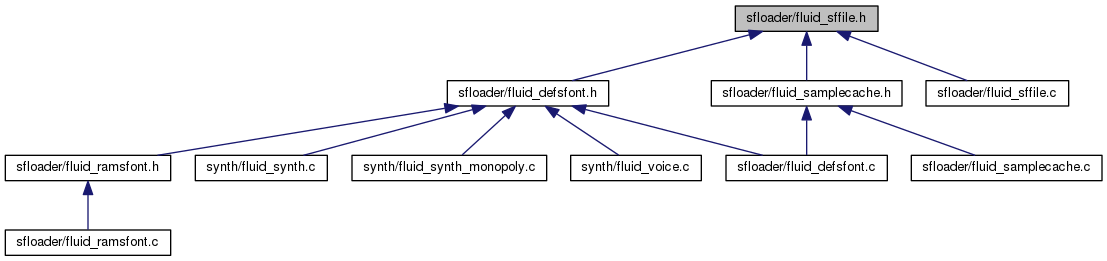 sfloader/fluid_sffile.h
sfloader/fluid_defsfont.h
sfloader/fluid_samplecache.h
sfloader/fluid_sffile.c
sfloader/fluid_ramsfont.h
synth/fluid_synth.c
synth/fluid_synth_monopoly.c
synth/fluid_voice.c
sfloader/fluid_defsfont.c
sfloader/fluid_samplecache.c
sfloader/fluid_ramsfont.c